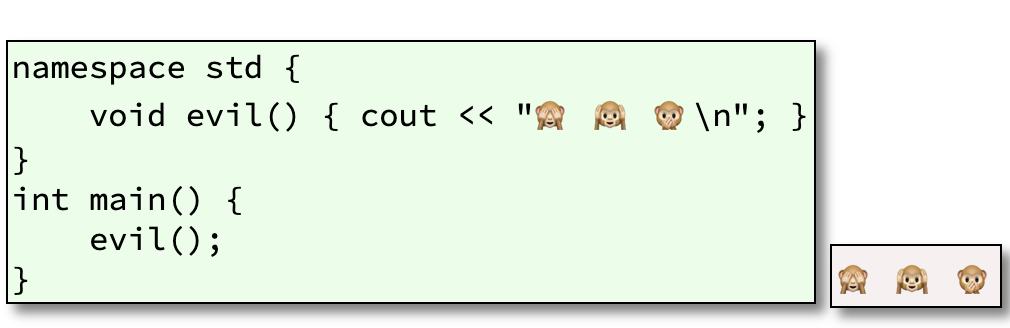 namespace std {
    void evil() { cout << "🙈 🙉 🙊\n"; }
}
int main() {
    evil();
}
🙈 🙉 🙊